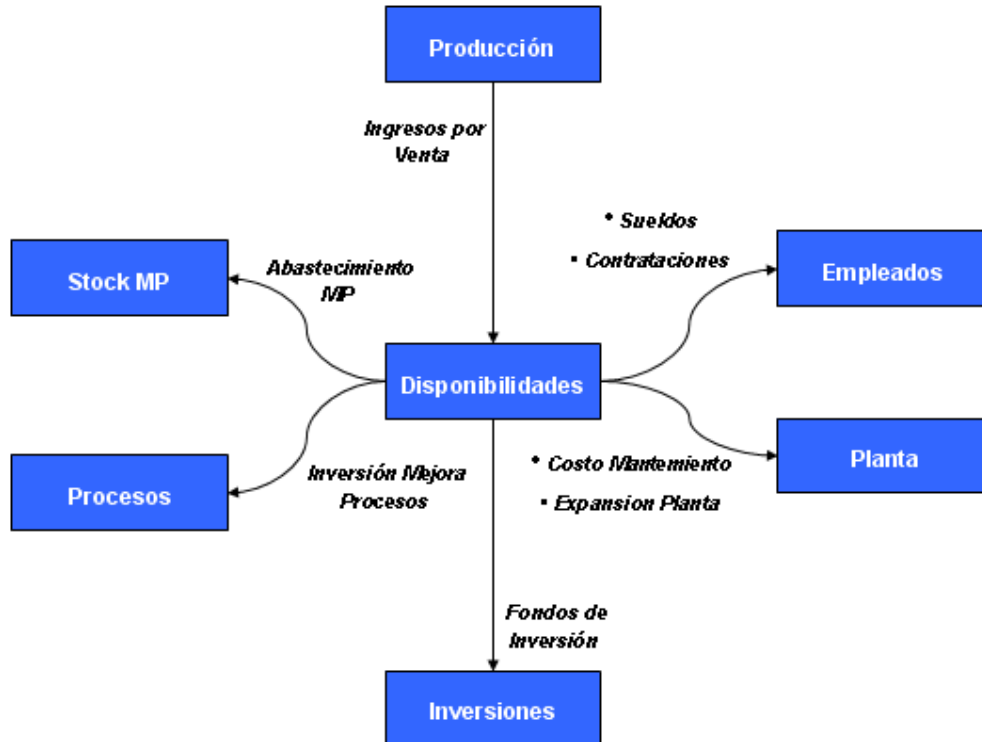 Producción
Ingresos por
Venta
• Sueldos
• Contrataciones
Empleados
Stock MP
Abastecimiento
MP
Disponibilidades
Procesos
Inversión Mejora
Procesos
• Costo Mantemiento
• Expansion Planta
Planta
Fondos de
Inversión
Inversiones